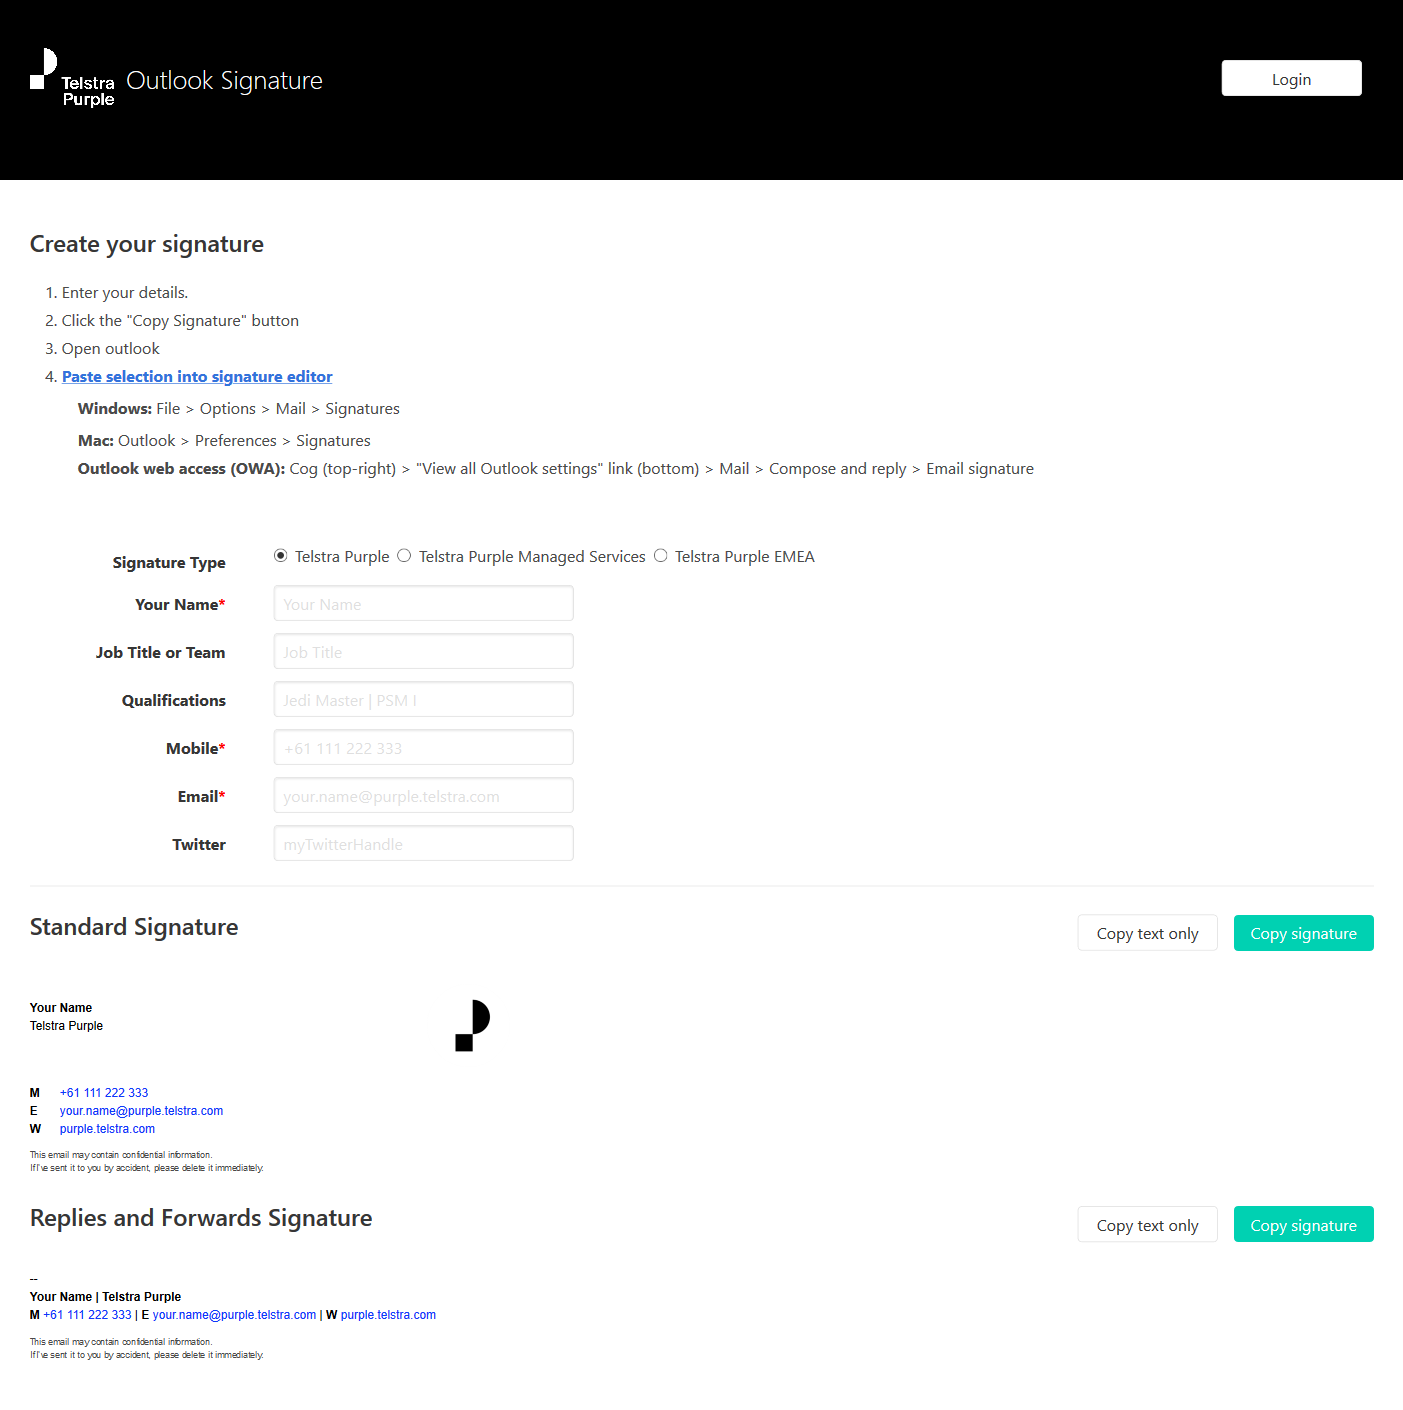 Telstra
Purple
Outlook Signature
Login
Create your signature
1. Enter your details.
2. Click the "Copy Signature" button
3. Open outlook
4. Paste selection into signature editor
Windows: File > Options > Mail > Signatures
Mac: Outlook > Preferences > Signatures
Outlook web access (OWA): Cog (top-right) > "View all Outlook settings" link (bottom) > Mail > Compose and reply > Email signature
Signature Type Telstra Purple Telstra Purple Managed Services Telstra Purple EMEA
Your Name* Your Name
Job Title or Team Job Title
Qualifications Jedi Master | PSM I
Mobile* +61 111 222 333
Email* your.name@purple.telstra.com
Twitter myTwitterHandle
Standard Signature Copy text only Copy signature
Your Name
Telstra Purple
M +61 111 222 333
E your.name@purple.telstra.com
W purple.telstra.com
This email may contain confidential information.
If I've sent it to you by accident, please delete it immediately.
Replies and Forwards Signature Copy text only Copy signature
--
Your Name | Telstra Purple
M +61 111 222 333 | E your.name@purple.telstra.com | W purple.telstra.com
This email may contain confidential information.
If I've sent it to you by accident, please delete it immediately.